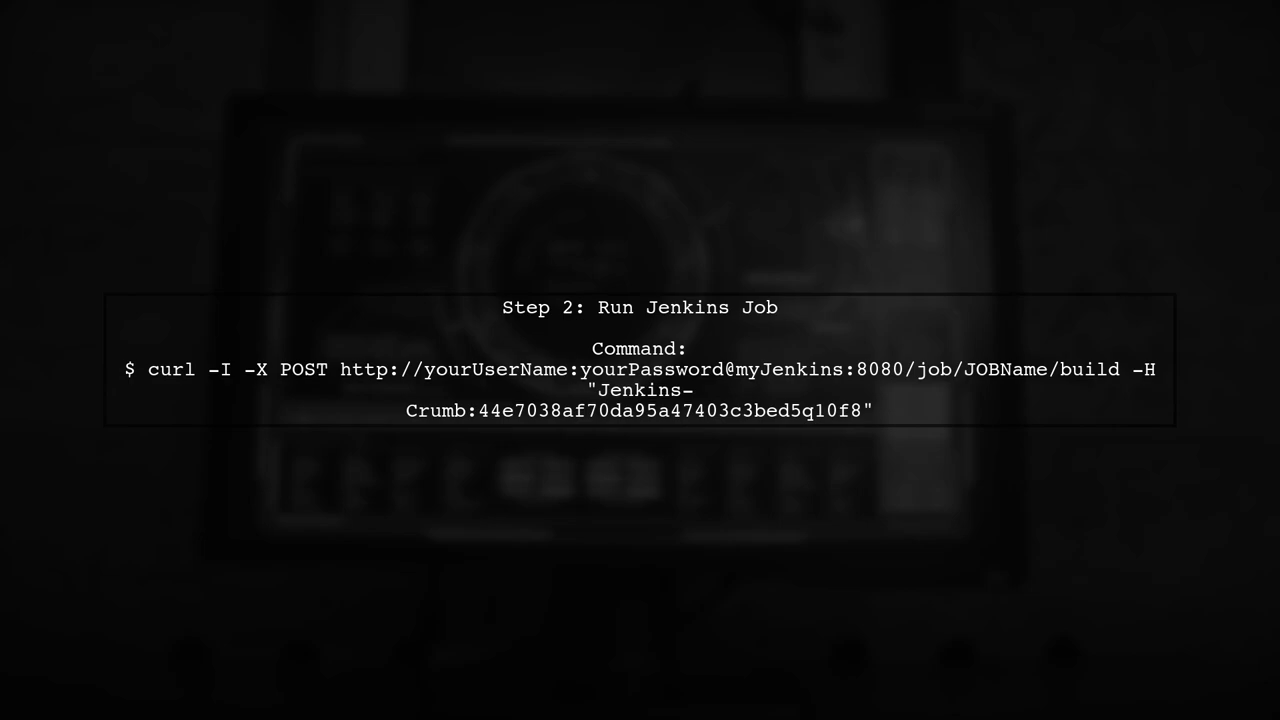 Step 2: Run Jenkins Job
Command:
$ curl -I -X POST http://yourUserName:yourPassword@myJenkins:8080/job/JOBName/build -H
"Jenkins-
Crumb:44e7038af70da95a47403c3bed5q10f8"